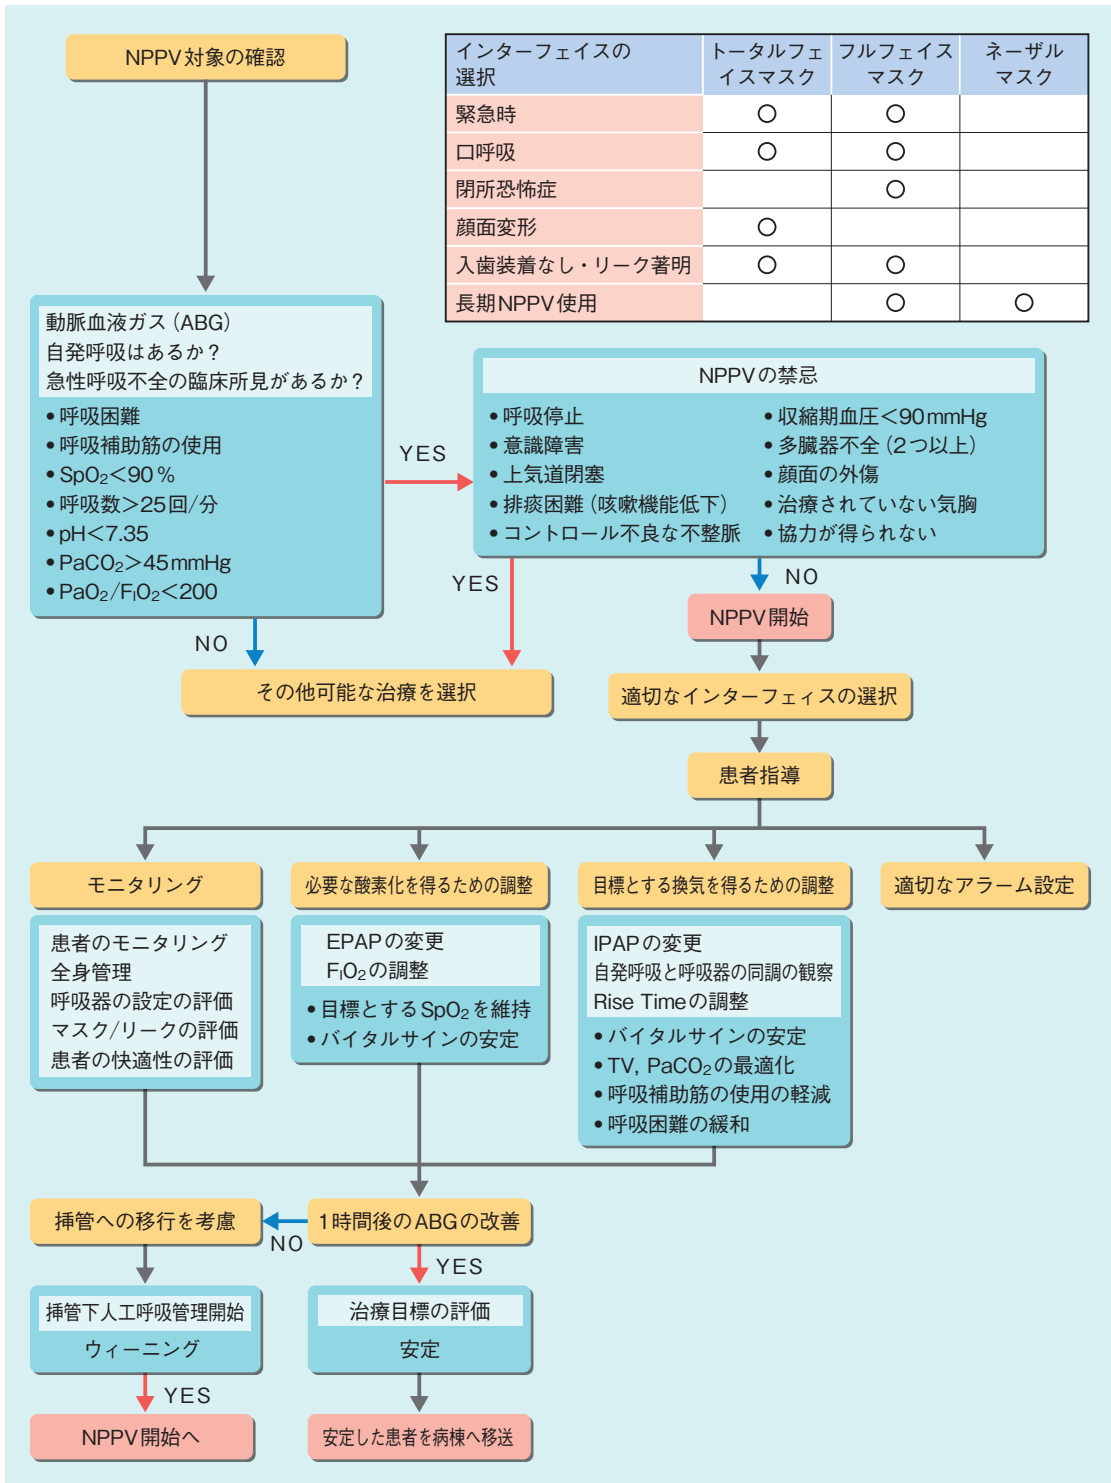 NPPV対象の確認
インターフェイスの
選択
トータルフェ
イスマスク
フルフェイス
マスク
ネーザル
マスク
緊急時 ○ ○
口呼吸 ○ ○
閉所恐怖症 ○
顔面変形 ○
入歯装着なし・リーク著明 ○ ○
長期NPPV使用 ○ ○
動脈血液ガス(ABG)
自発呼吸はあるか？
急性呼吸不全の臨床所見があるか？
•呼吸困難
•呼吸補助筋の使用
•SpO₂＜90%
•呼吸数＞25回/分
•pH＜7.35
•PaCO₂＞45mmHg
•PaO₂/FIO₂＜200
YES
NO
NPPVの禁忌
•呼吸停止
•意識障害
•上気道閉塞
•排痰困難(咳嗽機能低下)
•コントロール不良な不整脈
•収縮期血圧＜90mmHg
•多臓器不全(2つ以上)
•顔面の外傷
•治療されていない気胸
•協力が得られない
YES
NO
その他可能な治療を選択
NPPV開始
適切なインターフェィスの選択
患者指導
モニタリング
患者のモニタリング
全身管理
呼吸器の設定の評価
マスク/リークの評価
患者の快適性の評価
必要な酸素化を得るための調整
EPAPの変更
FIO₂の調整
•目標とするSpO₂を維持
•バイタルサインの安定
目標とする換気を得るための調整
IPAPの変更
自発呼吸と呼吸器の同調の観察
Rise Timeの調整
•バイタルサインの安定
•TV, PaCO₂の最適化
•呼吸補助筋の使用の軽減
•呼吸困難の緩和
適切なアラーム設定
1時間後のABGの改善
NO
挿管への移行を考慮
挿管下人工呼吸管理開始
ウィーニング
YES
NPPV開始へ
YES
治療目標の評価
安定
安定した患者を病棟へ移送